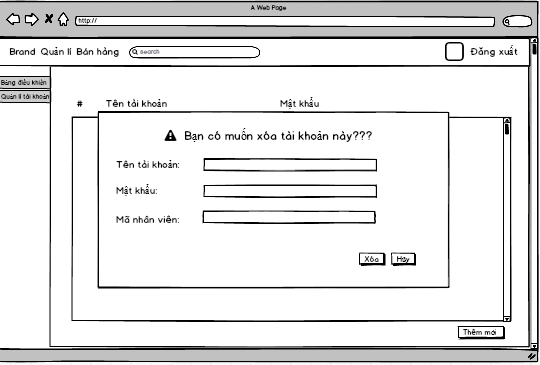 A Web Page
http://
Brand Quản lí Bán hàng search Đăng xuất
Bảng điều khiển
Quản lí tài khoản
# Tên tài khoản Mật khẩu
Bạn có muốn xóa tài khoản này???
Tên tài khoản:
Mật khẩu:
Mã nhân viên:
Xóa Hủy
Thêm mới